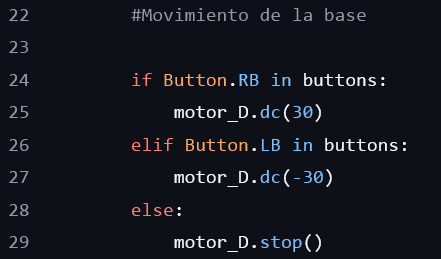 22 #Movimiento de la base
23
24 if Button.RB in buttons:
25 motor_D.dc(30)
26 elif Button.LB in buttons:
27 motor_D.dc(-30)
28 else:
29 motor_D.stop()